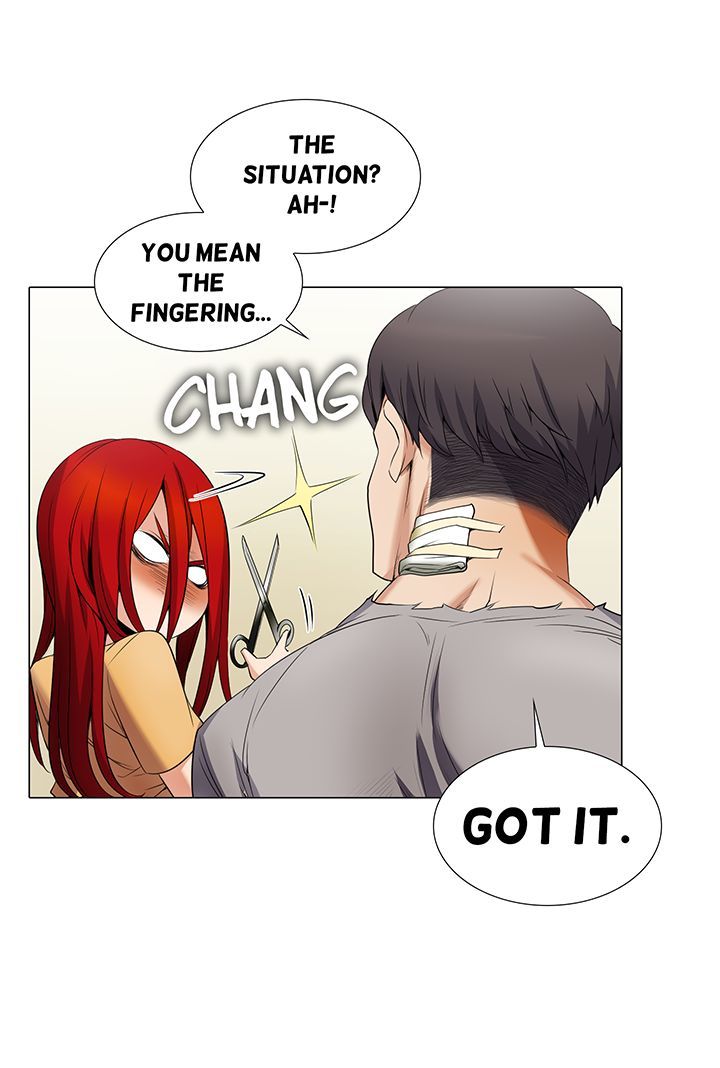 THE
SITUATION?
AH-!
YOU MEAN
THE
FINGERING...
CHANG
GOT IT.